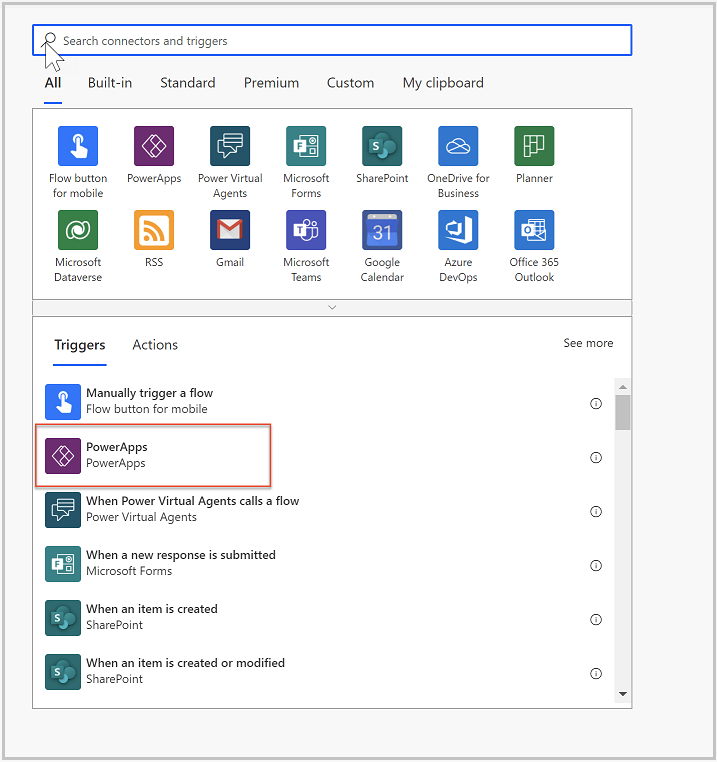 Search connectors and triggers
All Built-in Standard Premium Custom My clipboard
Flow button for mobile
PowerApps
Power Virtual Agents
Microsoft Forms
SharePoint
OneDrive for Business
Planner
Microsoft Dataverse
RSS
Gmail
Microsoft Teams
31
Google Calendar
Azure DevOps
Office 365 Outlook
Triggers Actions See more
Manually trigger a flow
Flow button for mobile
PowerApps
PowerApps
When Power Virtual Agents calls a flow
Power Virtual Agents
When a new response is submitted
Microsoft Forms
When an item is created
SharePoint
When an item is created or modified
SharePoint